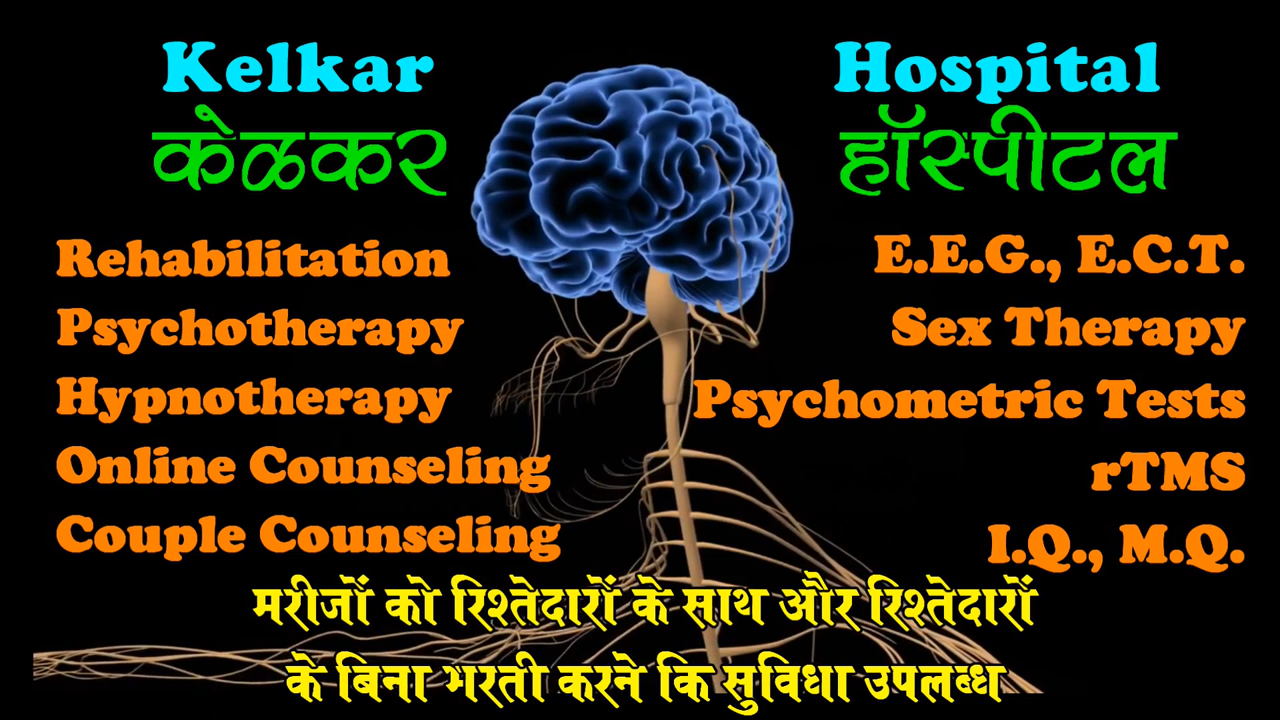 Kelkar Hospital
केळकर हॉस्पीटल
Rehabilitation
Psychotherapy
Hypnotherapy
Online Counseling
Couple Counseling
E.E.G., E.C.T.
Sex Therapy
Psychometric Tests
rTMS
I.Q., M.Q.
मरीजों को रिश्तेदारों के साथ और रिश्तेदारों
के बिना भरती करने कि सुविधा उपलब्ध